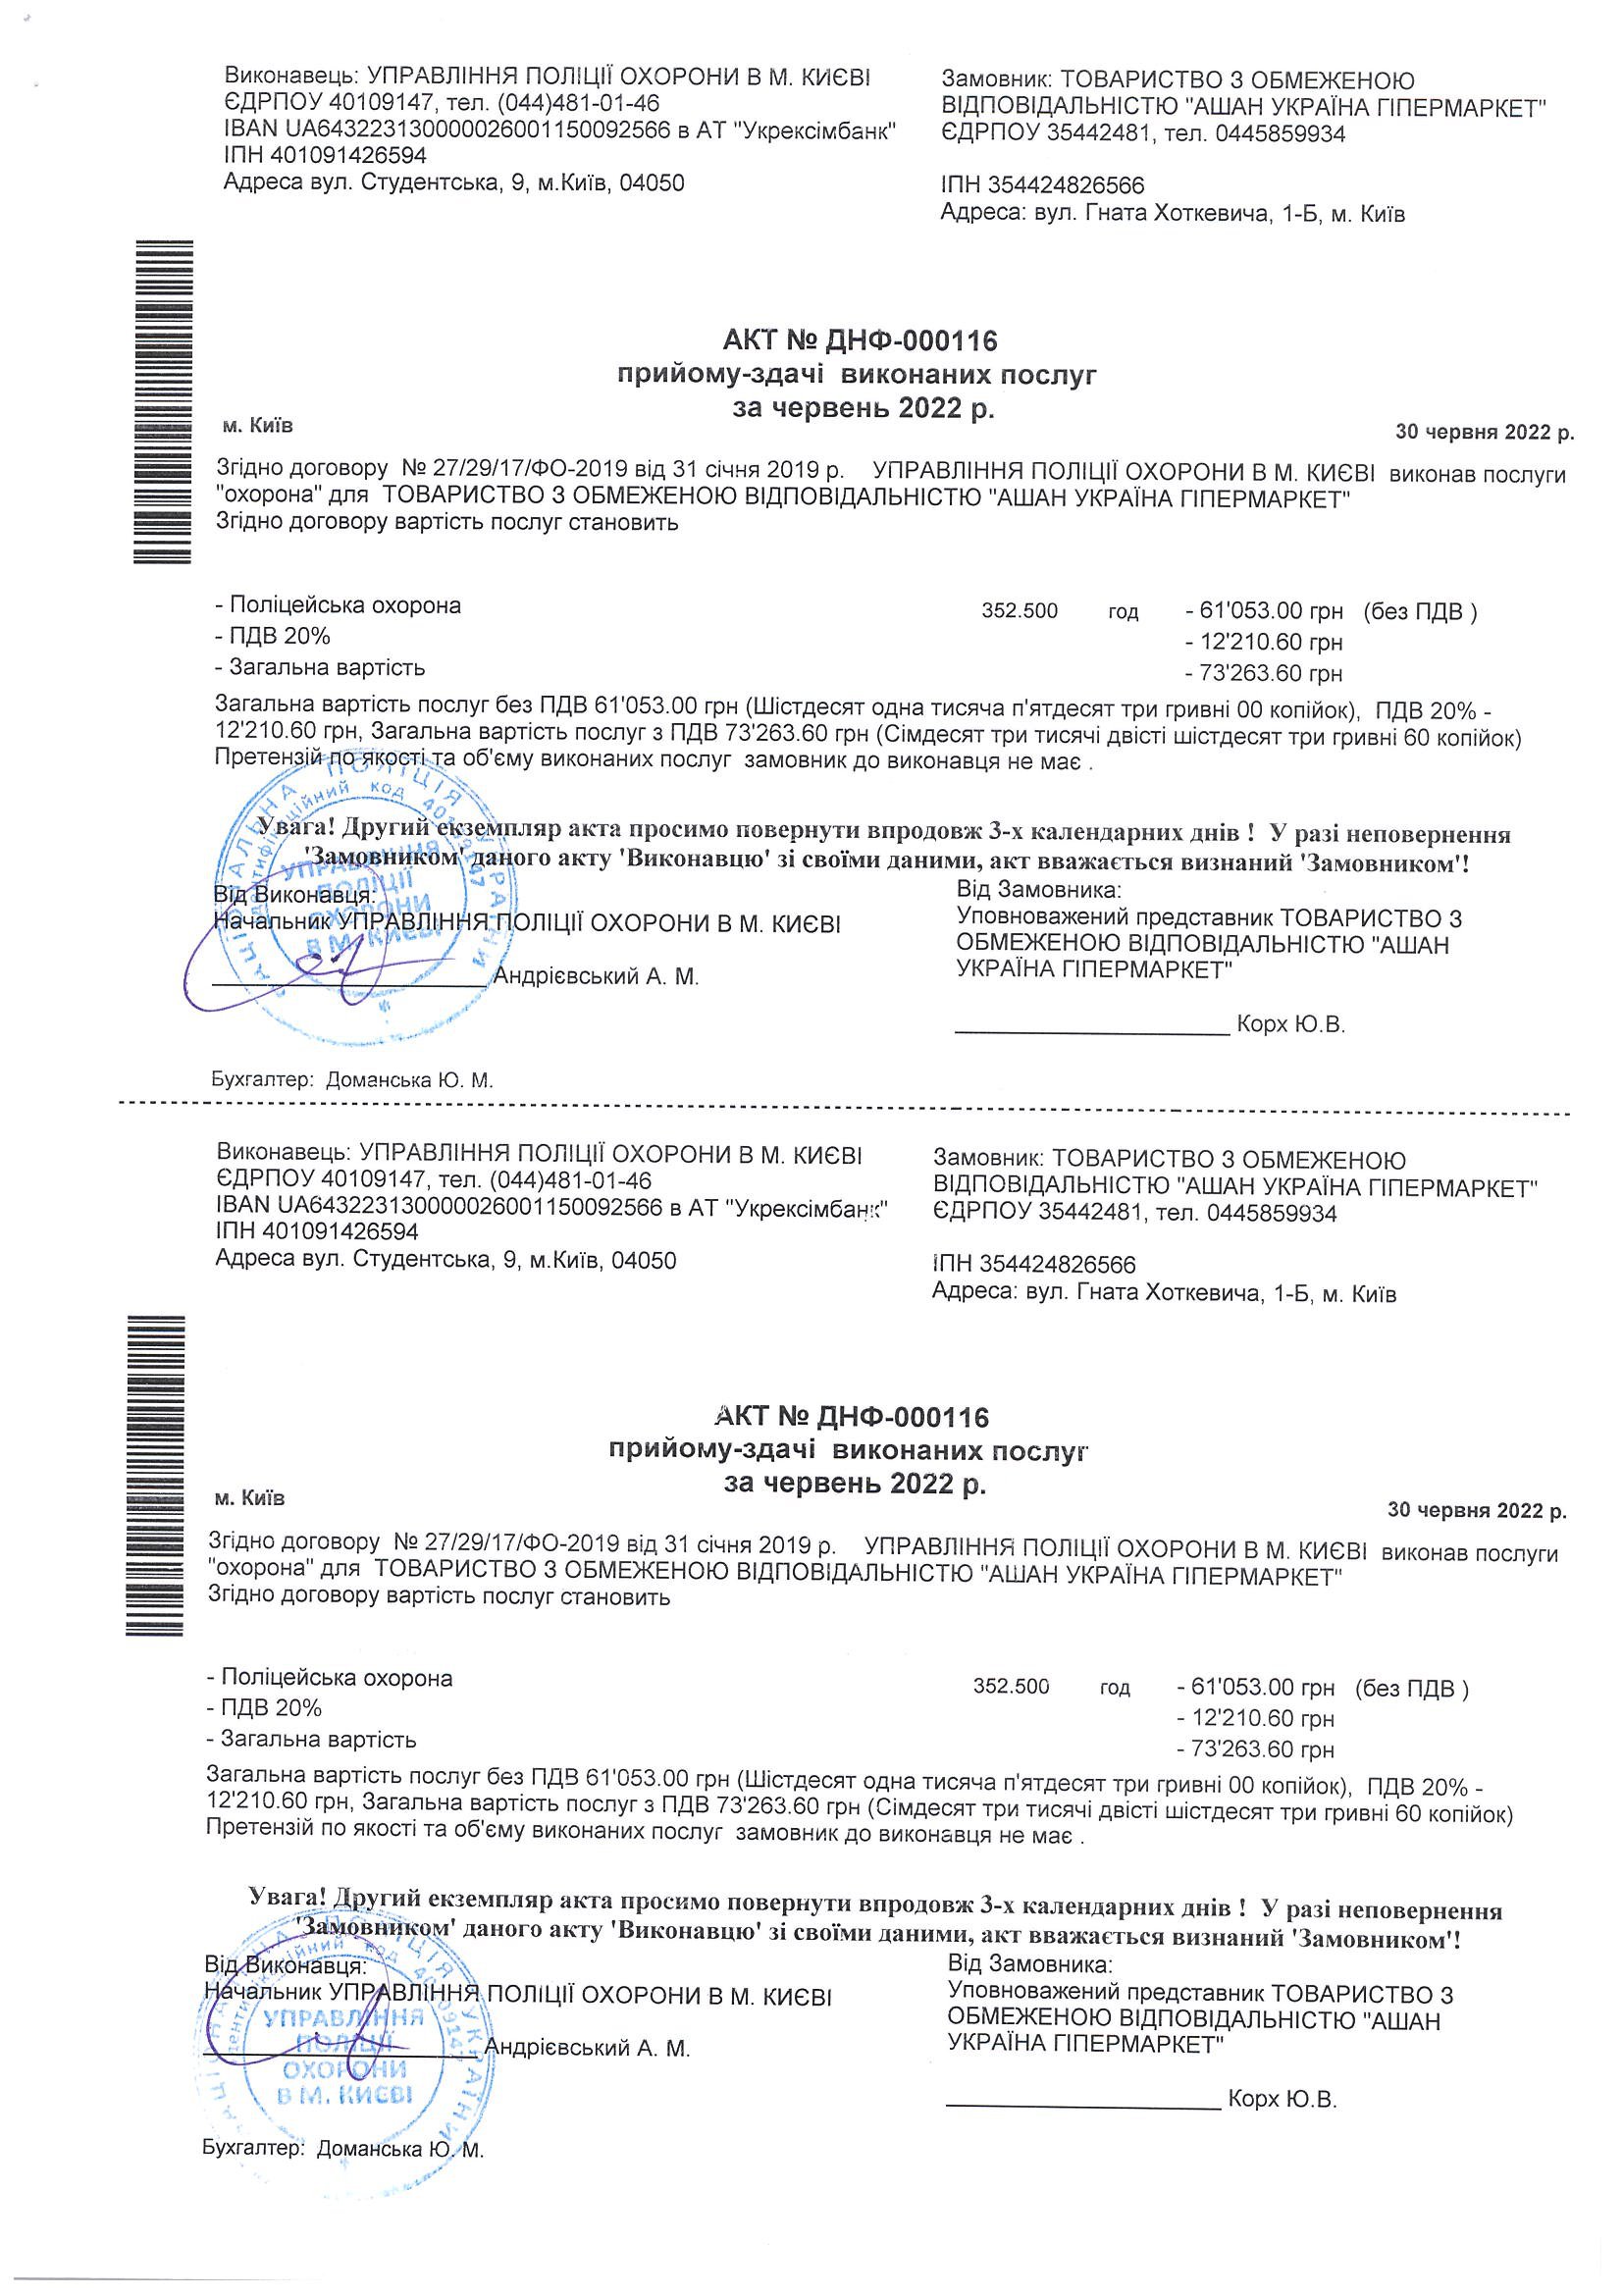 Виконавець: УПРАВЛІННЯ ПОЛІЦІЇ ОХОРОНИ В М. КИЄВІ
ЄДРПОУ 40109147, тел. (044)481-01-46
IBAN UA643223130000026001150092566 в АТ "Укрексімбанк"
ІПН 401091426594
Адреса вул. Студентська, 9, м.Київ, 04050
Замовник: ТОВАРИСТВО З ОБМЕЖЕНОЮ
ВІДПОВІДАЛЬНІСТЮ "АШАН УКРАЇНА ГІПЕРМАРКЕТ"
ЄДРПОУ 35442481, тел. 0445859934
ІПН 354424826566
Адреса: вул. Гната Хоткевича, 1-Б, м. Київ
АКТ № ДНФ-000116
прийому-здачі виконаних послуг
за червень 2022 р.
м. Київ
30 червня 2022 р.
Згідно договору № 27/29/17/ФО-2019 від 31 січня 2019 р. УПРАВЛІННЯ ПОЛІЦІЇ ОХОРОНИ В М. КИЄВІ виконав послуги
"охорона" для ТОВАРИСТВО З ОБМЕЖЕНОЮ ВІДПОВІДАЛЬНІСТЮ "АШАН УКРАЇНА ГІПЕРМАРКЕТ"
Згідно договору вартість послуг становить
- Поліцейська охорона 352.500 год - 61'053.00 грн (без ПДВ )
- ПДВ 20% - 12'210.60 грн
- Загальна вартість - 73'263.60 грн
Загальна вартість послуг без ПДВ 61'053.00 грн (Шістдесят одна тисяча п'ятдесят три гривні 00 копійок), ПДВ 20% -
12'210.60 грн, Загальна вартість послуг з ПДВ 73'263.60 грн (Сімдесят три тисячі двісті шістдесят три гривні 60 копійок)
Претензій по якості та об'єму виконаних послуг замовник до виконавця не має .
Увага! Другий екземпляр акта просимо повернути впродовж 3-х календарних днів ! У разі неповернення
'Замовником' даного акту 'Виконавцю' зі своїми даними, акт вважається визнаний 'Замовником'!
Від Виконавця:
Начальник УПРАВЛІННЯ ПОЛІЦІЇ ОХОРОНИ В М. КИЄВІ
Андрієвський А. М.
Від Замовника:
Уповноважений представник ТОВАРИСТВО З
ОБМЕЖЕНОЮ ВІДПОВІДАЛЬНІСТЮ "АШАН
УКРАЇНА ГІПЕРМАРКЕТ"
Корх Ю.В.
НАЦІОНАЛЬНА ПОЛІЦІЯ УКРАЇНИ
ідентифікаційний код 40109147
УПРАВЛІННЯ
ПОЛІЦІЇ
ОХОРОНИ
В М. КИЄВІ
Бухгалтер: Доманська Ю. М.
Виконавець: УПРАВЛІННЯ ПОЛІЦІЇ ОХОРОНИ В М. КИЄВІ
ЄДРПОУ 40109147, тел. (044)481-01-46
IBAN UA643223130000026001150092566 в АТ "Укрексімбанк"
ІПН 401091426594
Адреса вул. Студентська, 9, м.Київ, 04050
Замовник: ТОВАРИСТВО З ОБМЕЖЕНОЮ
ВІДПОВІДАЛЬНІСТЮ "АШАН УКРАЇНА ГІПЕРМАРКЕТ"
ЄДРПОУ 35442481, тел. 0445859934
ІПН 354424826566
Адреса: вул. Гната Хоткевича, 1-Б, м. Київ
АКТ № ДНФ-000116
прийому-здачі виконаних послуг
за червень 2022 р.
м. Київ
30 червня 2022 р.
Згідно договору № 27/29/17/ФО-2019 від 31 січня 2019 р. УПРАВЛІННЯ ПОЛІЦІЇ ОХОРОНИ В М. КИЄВІ виконав послуги
"охорона" для ТОВАРИСТВО З ОБМЕЖЕНОЮ ВІДПОВІДАЛЬНІСТЮ "АШАН УКРАЇНА ГІПЕРМАРКЕТ"
Згідно договору вартість послуг становить
- Поліцейська охорона 352.500 год - 61'053.00 грн (без ПДВ )
- ПДВ 20% - 12'210.60 грн
- Загальна вартість - 73'263.60 грн
Загальна вартість послуг без ПДВ 61'053.00 грн (Шістдесят одна тисяча п'ятдесят три гривні 00 копійок), ПДВ 20% -
12'210.60 грн, Загальна вартість послуг з ПДВ 73'263.60 грн (Сімдесят три тисячі двісті шістдесят три гривні 60 копійок)
Претензій по якості та об'єму виконаних послуг замовник до виконавця не має .
Увага! Другий екземпляр акта просимо повернути впродовж 3-х календарних днів ! У разі неповернення
'Замовником' даного акту 'Виконавцю' зі своїми даними, акт вважається визнаний 'Замовником'!
Від Виконавця:
Начальник УПРАВЛІННЯ ПОЛІЦІЇ ОХОРОНИ В М. КИЄВІ
Андрієвський А. М.
Від Замовника:
Уповноважений представник ТОВАРИСТВО З
ОБМЕЖЕНОЮ ВІДПОВІДАЛЬНІСТЮ "АШАН
УКРАЇНА ГІПЕРМАРКЕТ"
Корх Ю.В.
НАЦІОНАЛЬНА ПОЛІЦІЯ УКРАЇНИ
ідентифікаційний код 40109147
УПРАВЛІННЯ
ПОЛІЦІЇ
ОХОРОНИ
В М. КИЄВІ
Бухгалтер: Доманська Ю. М.